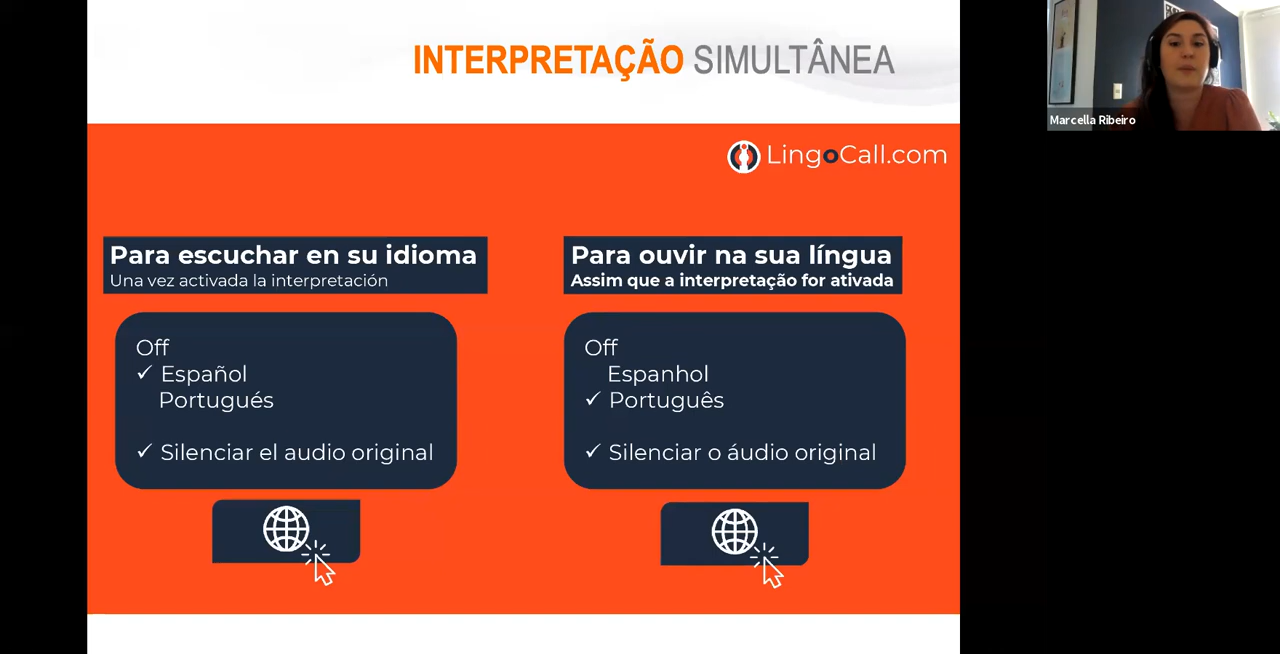 INTERPRETAÇÃO SIMULTÂNEA
LingoCall.com
Para escuchar en su idioma
Una vez activada la interpretación
Off
✓ Español
Portugués
✓ Silenciar el audio original
Para ouvir na sua língua
Assim que a interpretação for ativada
Off
Espanhol
✓ Português
✓ Silenciar o áudio original
Marcella Ribeiro